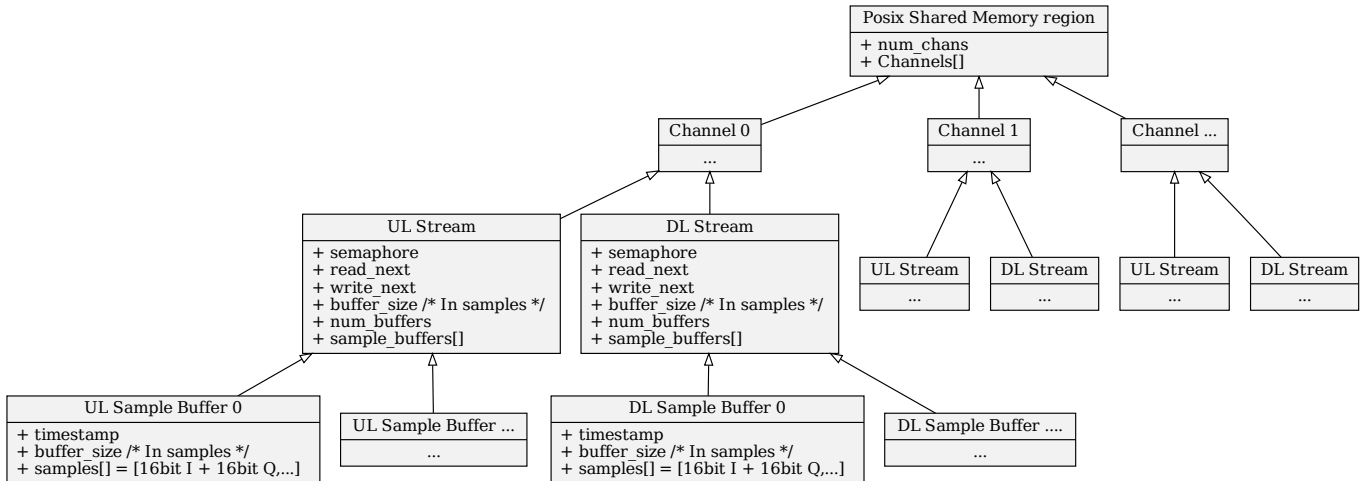 Posix Shared Memory region
+ num_chans
+ Channels[]
Channel 0
...
Channel 1
...
Channel ...
UL Stream
+ semaphore
+ read_next
+ write_next
+ buffer_size /* In samples */
+ num_buffers
+ sample_buffers[]
DL Stream
+ semaphore
+ read_next
+ write_next
+ buffer_size /* In samples */
+ num_buffers
+ sample_buffers[]
UL Stream
...
DL Stream
...
UL Stream
...
DL Stream
...
UL Sample Buffer 0
+ timestamp
+ buffer_size /* In samples */
+ samples[] = [16bit I + 16bit Q,...]
UL Sample Buffer ...
...
DL Sample Buffer 0
+ timestamp
+ buffer_size /* In samples */
+ samples[] = [16bit I + 16bit Q,...]
DL Sample Buffer ....
...